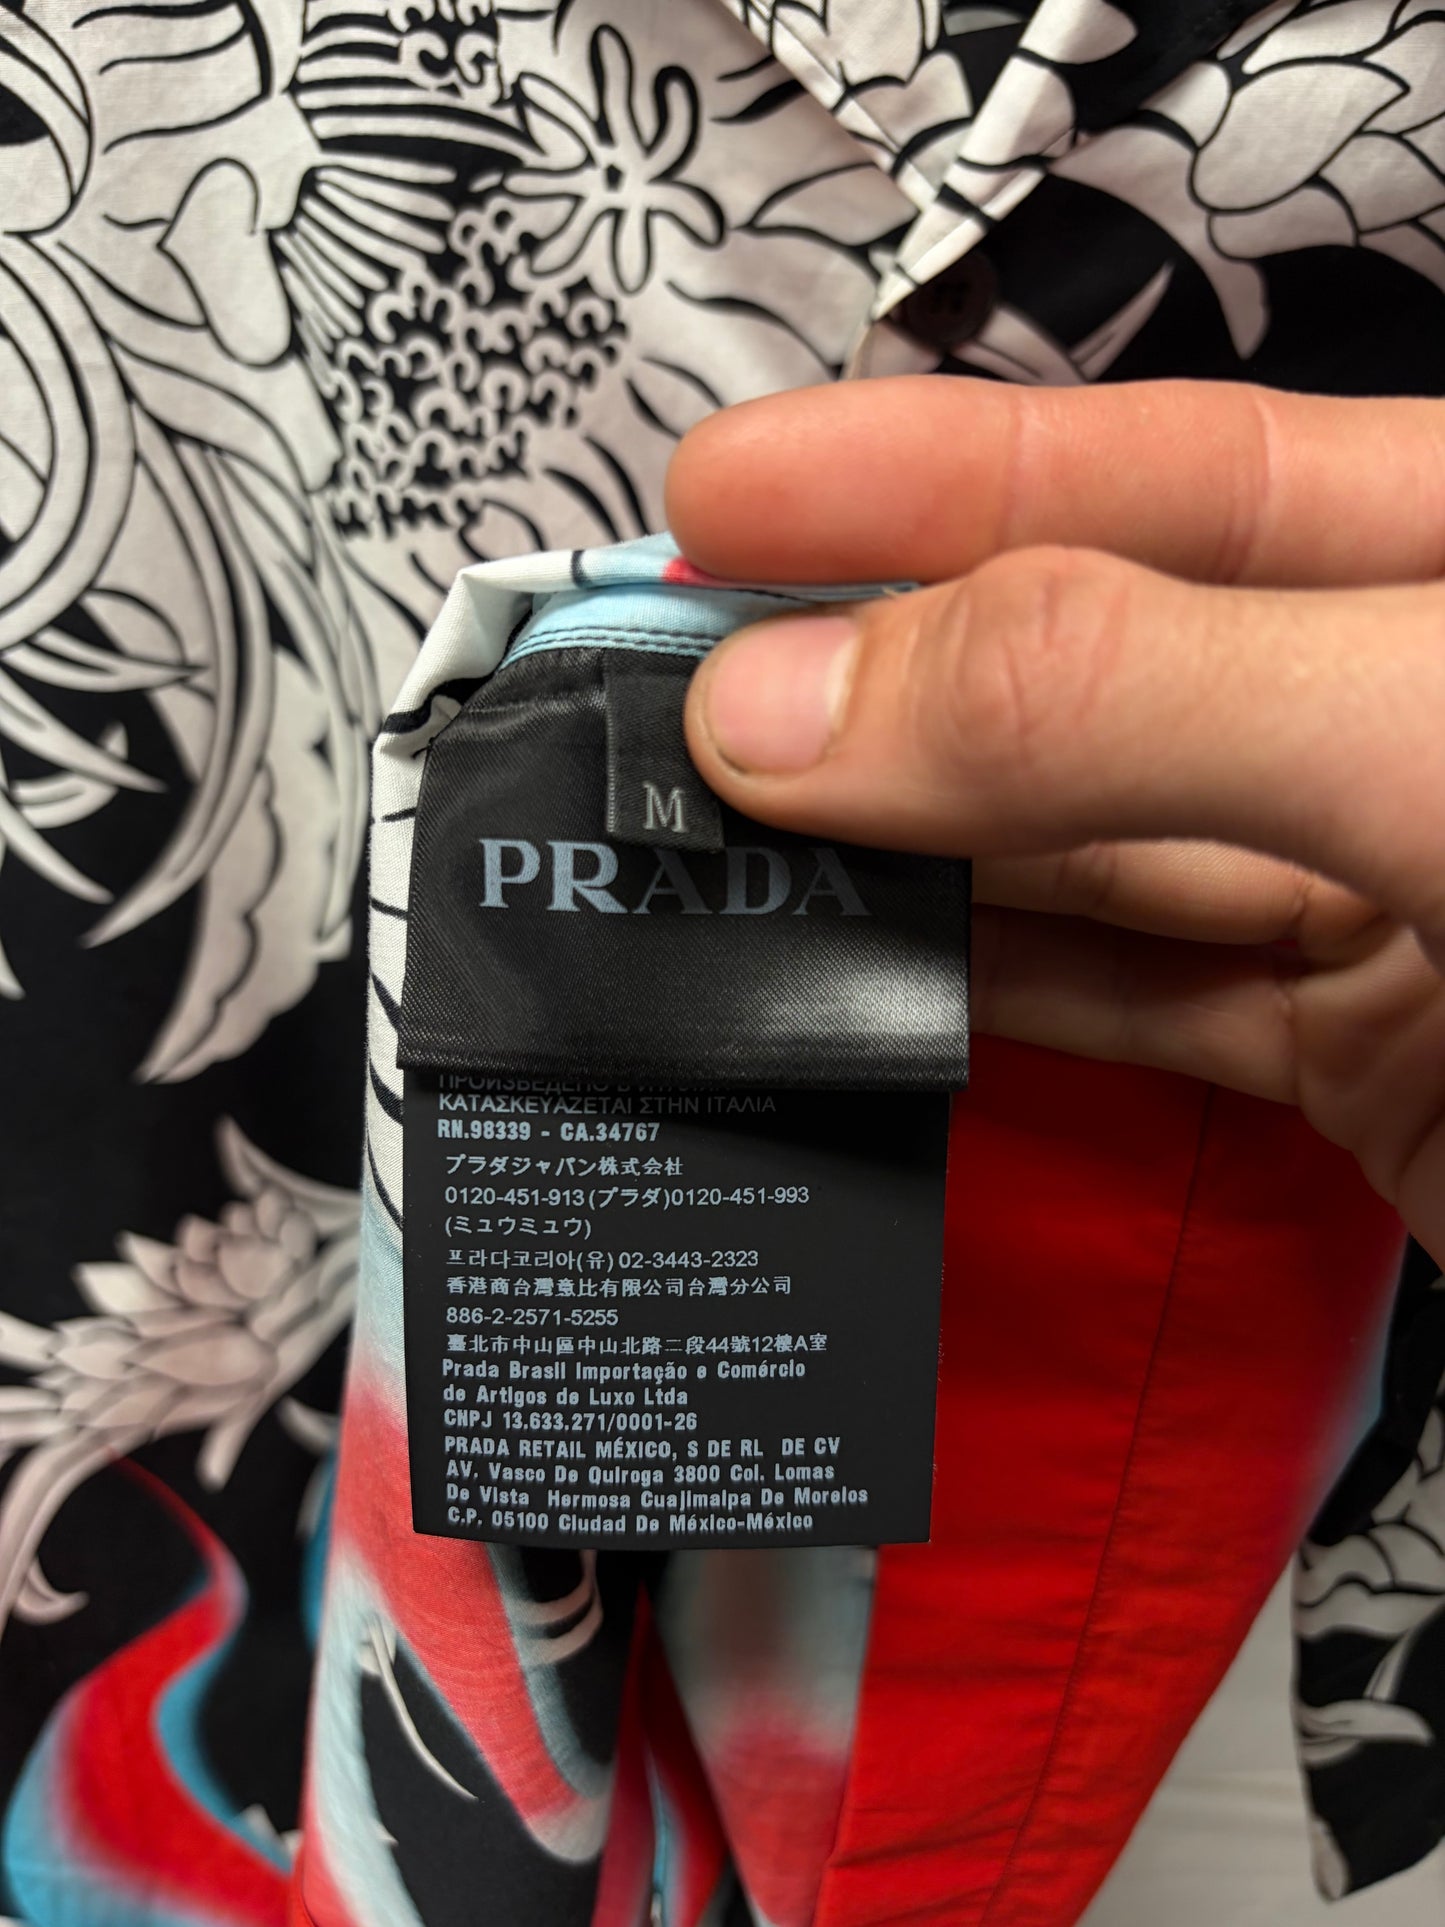 M
PRADA
ПРОИЗВЕДЕНО В ИТАЛИИ
ΚΑΤΑΣΚΕΥΑΖΕΤΑΙ ΣΤΗΝ ΙΤΑΛΙΑ
RN.98339 - CA.34767
プラダジャパン株式会社
0120-451-913(プラダ)0120-451-993
(ミュウミュウ)
프라다코리아(유) 02-3443-2323
香港商台灣意比有限公司台灣分公司
886-2-2571-5255
臺北市中山區中山北路二段44號12樓A室
Prada Brasil Importação e Comércio
de Artigos de Luxo Ltda
CNPJ 13.633.271/0001-26
PRADA RETAIL MÉXICO, S DE RL DE CV
AV. Vasco De Quiroga 3800 Col. Lomas
De Vista Hermosa Cuajimalpa De Morelos
C.P. 05100 Ciudad De México-México